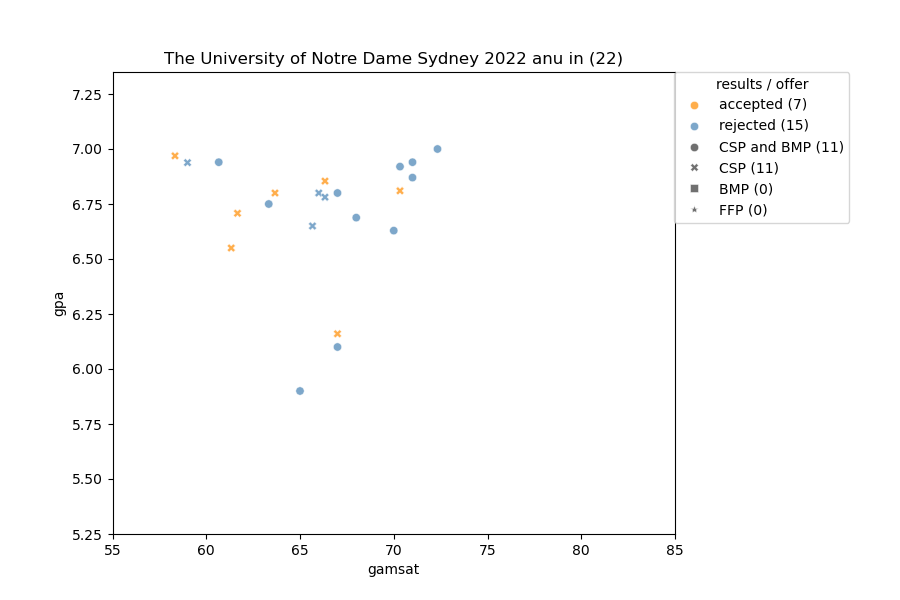 The University of Notre Dame Sydney 2022 anu in (22)
results / offer
accepted (7)
rejected (15)
CSP and BMP (11)
CSP (11)
BMP (0)
FFP (0)
7.25
7.00
6.75
6.50
6.25
6.00
5.75
5.50
5.25
gpa
55 60 65 70 75 80 85
gamsat